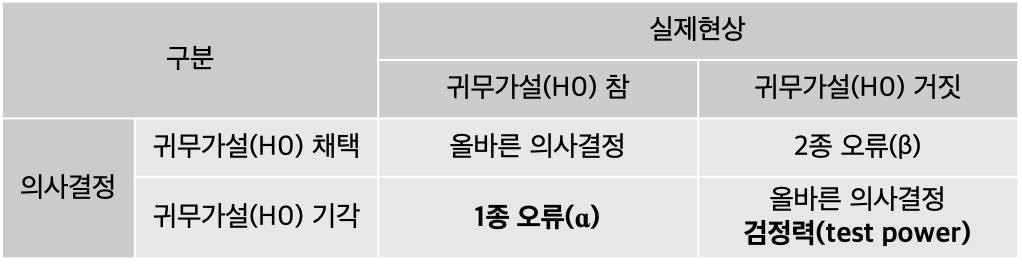 구분
실제현상
귀무가설(H0) 참
귀무가설(H0) 거짓
의사결정
귀무가설(H0) 채택
올바른 의사결정
2종 오류(β)
귀무가설(H0) 기각
1종 오류(α)
올바른 의사결정
검정력(test power)